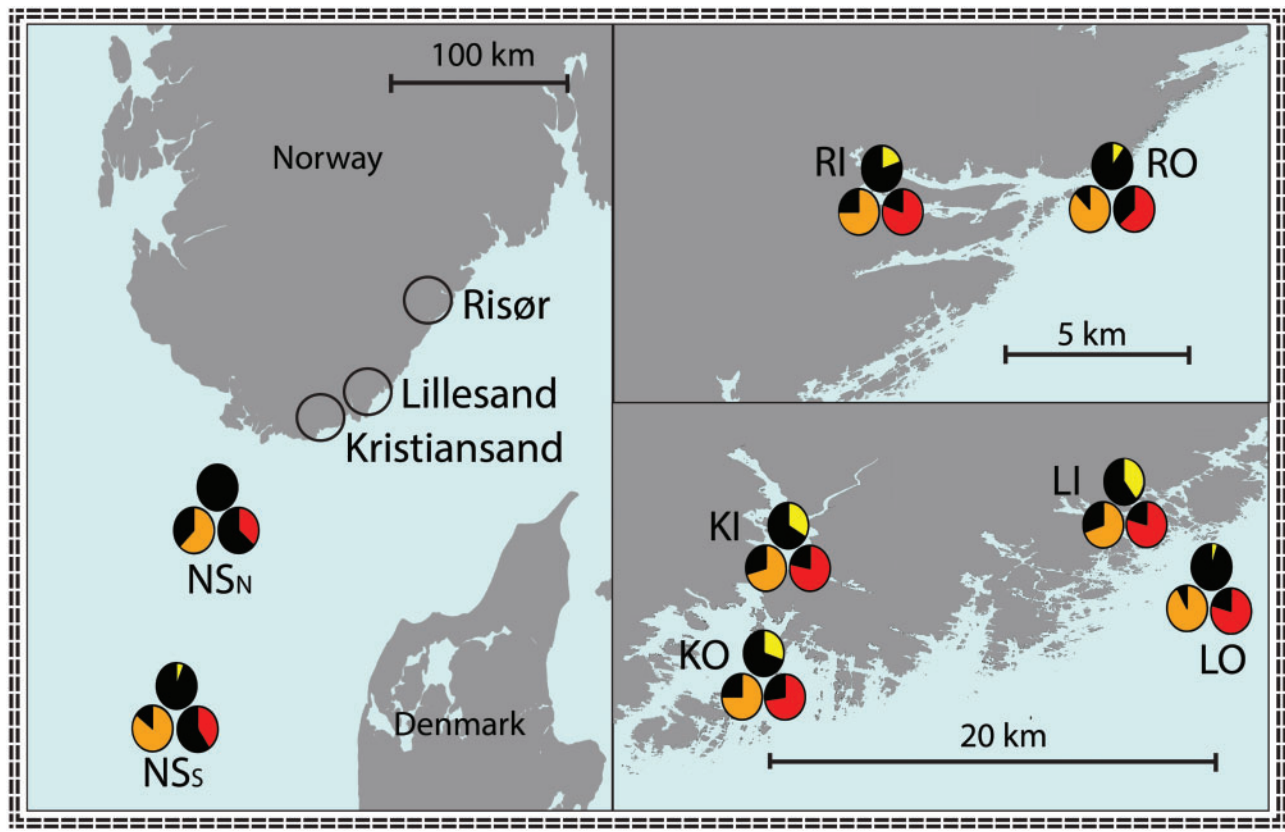 100 km
Norway
Risør
Lillesand
Kristiansand
NSN
NSS
Denmark
RI
RO
5 km
LI
KI
KO
LO
20 km